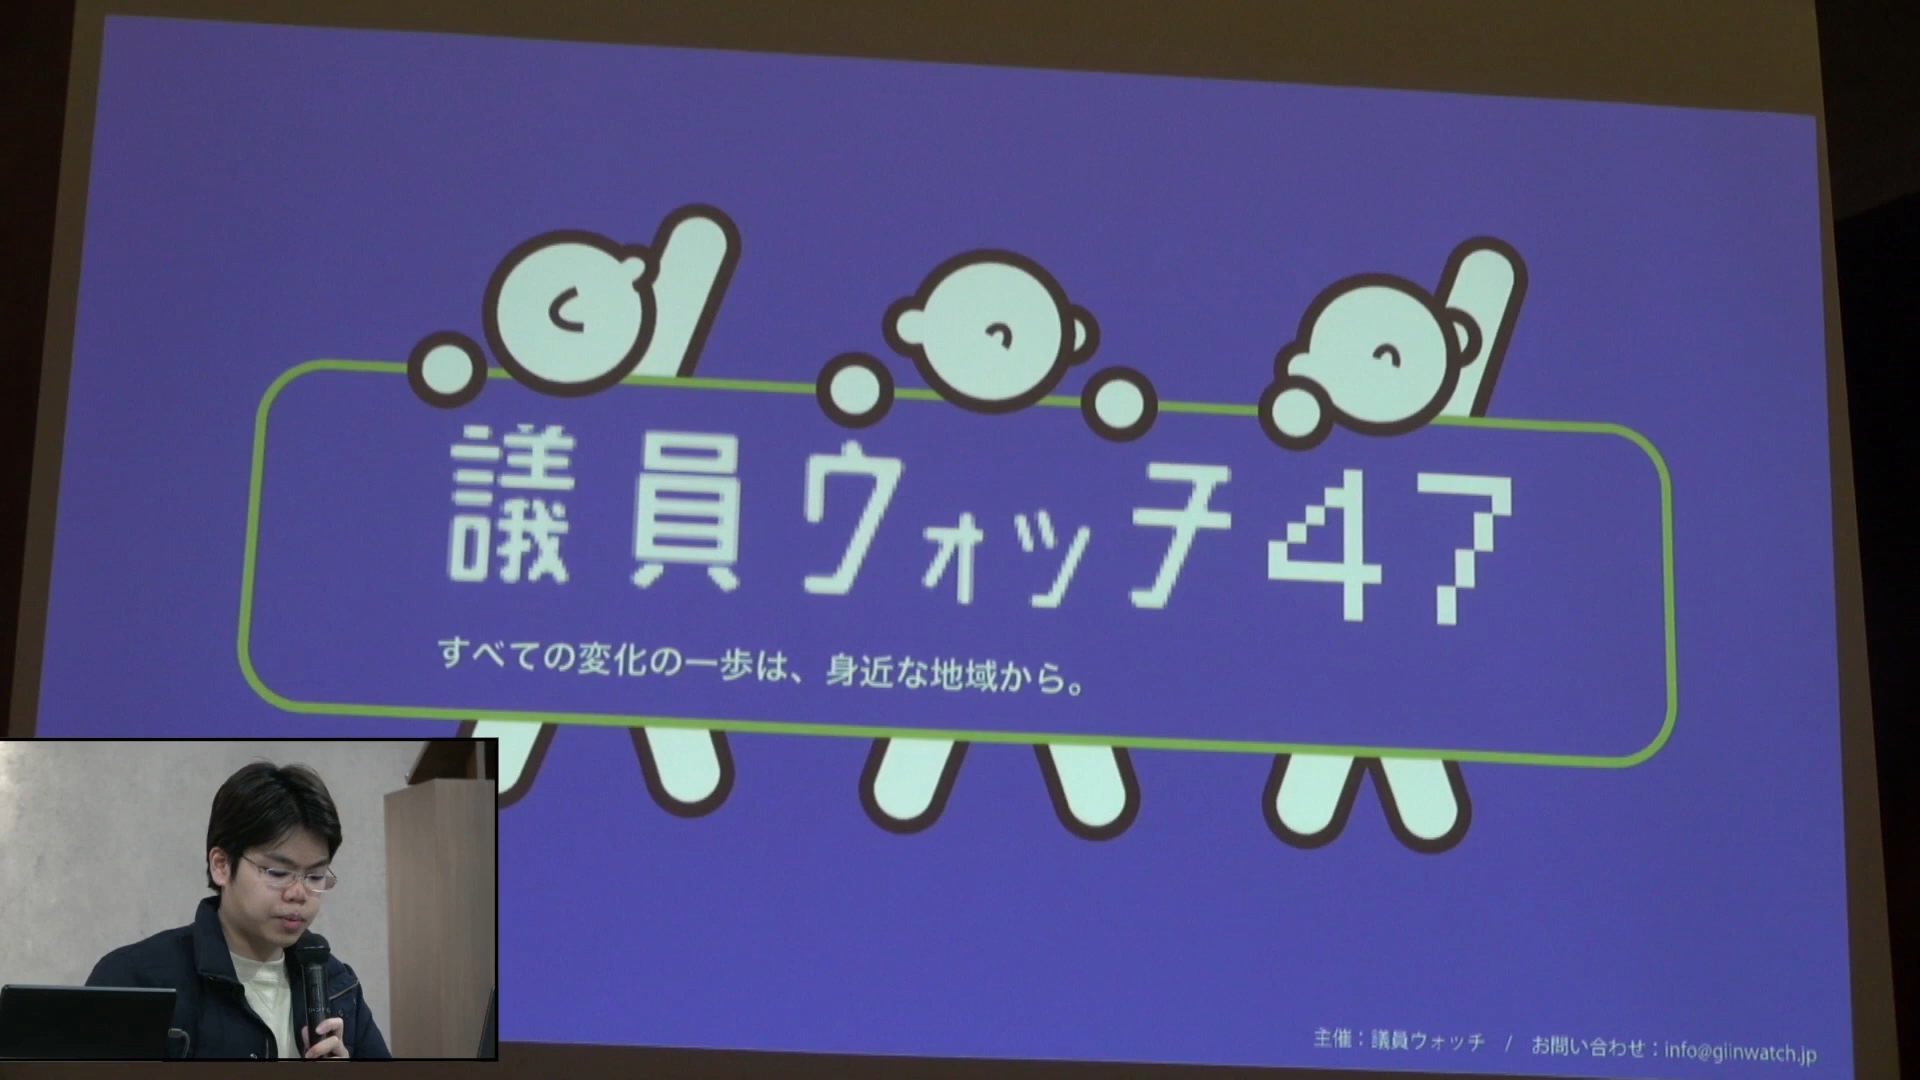 議員ウォッチ47
すべての変化の一歩は、身近な地域から。
主催：議員ウォッチ / お問い合わせ：info@giinwatch.jp